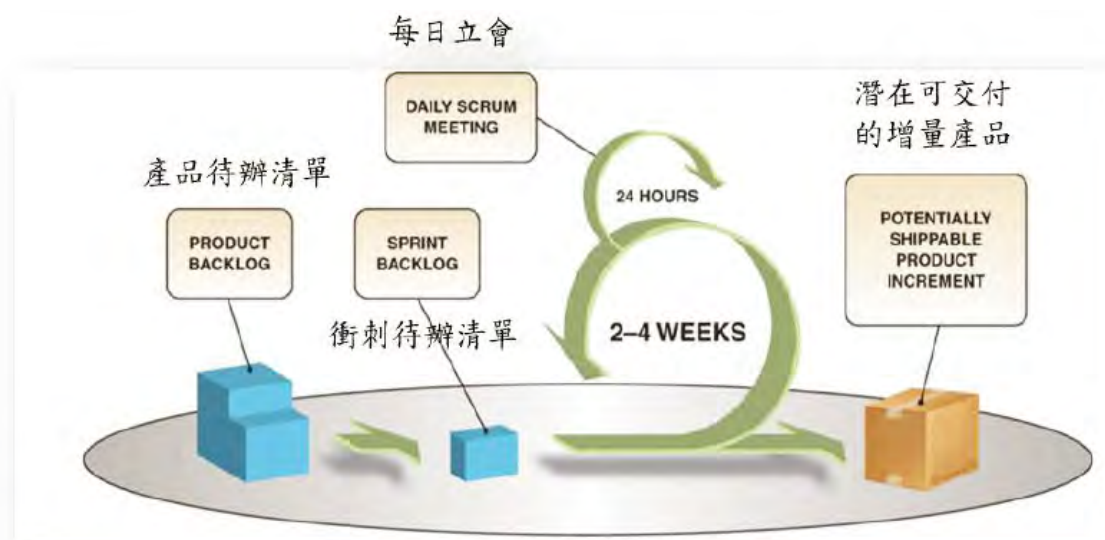 每日立會
DAILY SCRUM
MEETING
潛在可交付
的增量產品
產品待辦清單
24 HOURS
PRODUCT
BACKLOG
SPRINT
BACKLOG
POTENTIALLY
SHIPPABLE
PRODUCT
INCREMENT
衝刺待辦清單
2–4 WEEKS